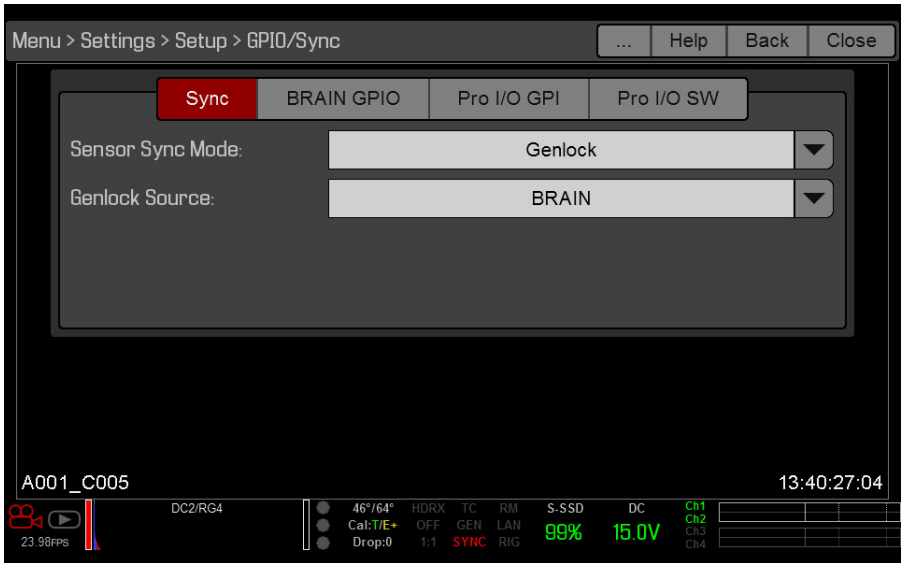 Menu > Settings > Setup > GPIO/Sync ... Help Back Close
Sync BRAIN GPIO Pro I/O GPI Pro I/O SW
Sensor Sync Mode: Genlock
Genlock Source: BRAIN
A001_C005 13:40:27:04
DC2/RG4 46°/64° HDRX TC RM S-SSD DC Ch1
Cal:T/E+ OFF GEN LAN 99% 15.0V Ch2
23.98FPS Drop:0 1:1 SYNC RIG Ch3
Ch4